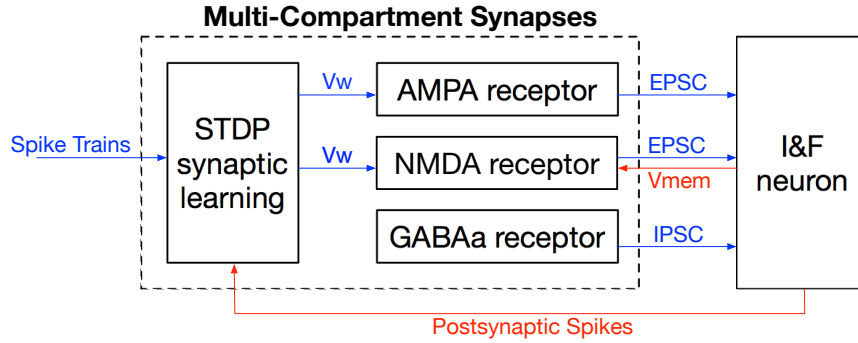 Multi-Compartment Synapses
Spike Trains
STDP
synaptic
learning
Vw
Vw
AMPA receptor
NMDA receptor
GABAa receptor
EPSC
EPSC
Vmem
IPSC
I&F
neuron
Postsynaptic Spikes